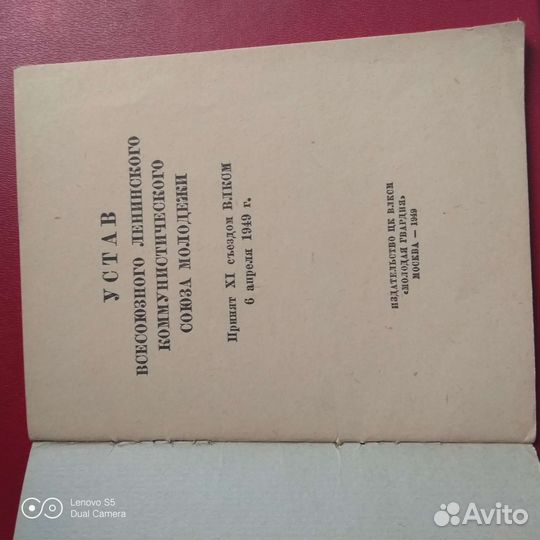 УСТАВ
ВСЕСОЮЗНОГО ЛЕНИНСКОГО
КОММУНИСТИЧЕСКОГО
СОЮЗА МОЛОДЕЖИ
Принят XI съездом ВЛКСМ
6 апреля 1949 г.
ИЗДАТЕЛЬСТВО ЦК ВЛКСМ
«МОЛОДАЯ ГВАРДИЯ»
МОСКВА — 1949
Lenovo S5
Dual Camera
Avito